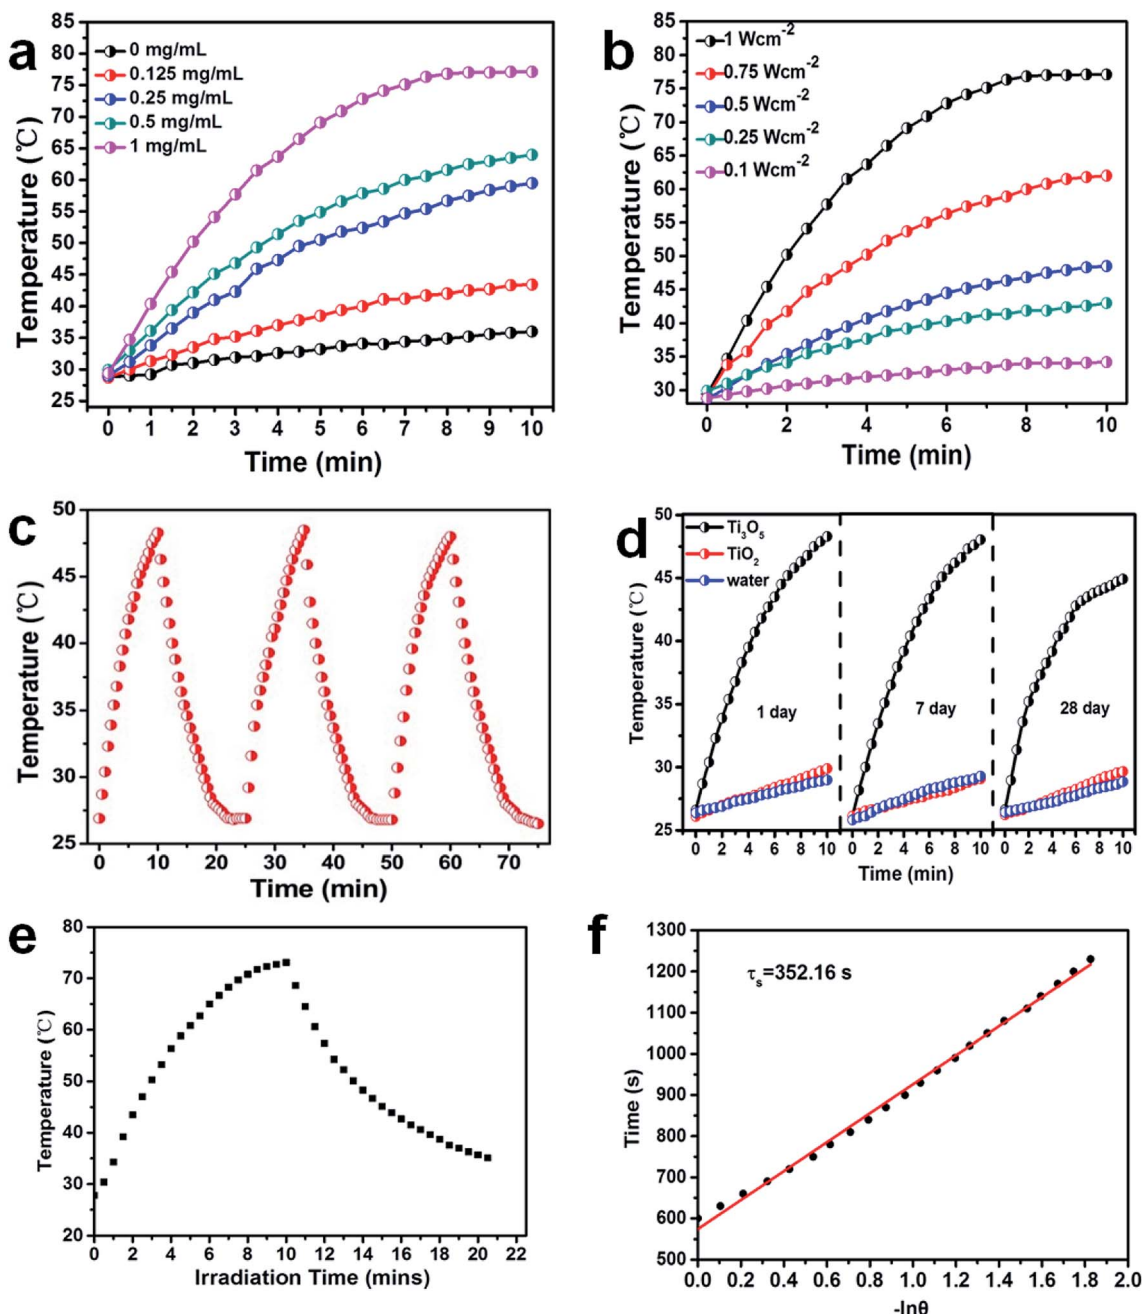 a
0 mg/mL
0.125 mg/mL
0.25 mg/mL
0.5 mg/mL
1 mg/mL
85
80
75
70
65
60
55
50
45
40
35
30
25
Temperature (℃)
0 1 2 3 4 5 6 7 8 9 10
Time (min)
b
1 Wcm-2
0.75 Wcm-2
0.5 Wcm-2
0.25 Wcm-2
0.1 Wcm-2
85
80
75
70
65
60
55
50
45
40
35
30
Temperature (℃)
0 2 4 6 8 10
Time (min)
c
50
45
40
35
30
25
Temperature (℃)
0 10 20 30 40 50 60 70
Time (min)
d
Ti3O5
TiO2
water
50
45
40
35
30
25
Temperature (℃)
1 day
7 day
28 day
0 2 4 6 8 10 0 2 4 6 8 10 0 2 4 6 8 10
Time (min)
e
80
70
60
50
40
30
20
Temperature (℃)
0 2 4 6 8 10 12 14 16 18 20 22
Irradiation Time (mins)
f
τs=352.16 s
1300
1200
1100
1000
900
800
700
600
500
Time (s)
0.0 0.2 0.4 0.6 0.8 1.0 1.2 1.4 1.6 1.8 2.0
-lnθ